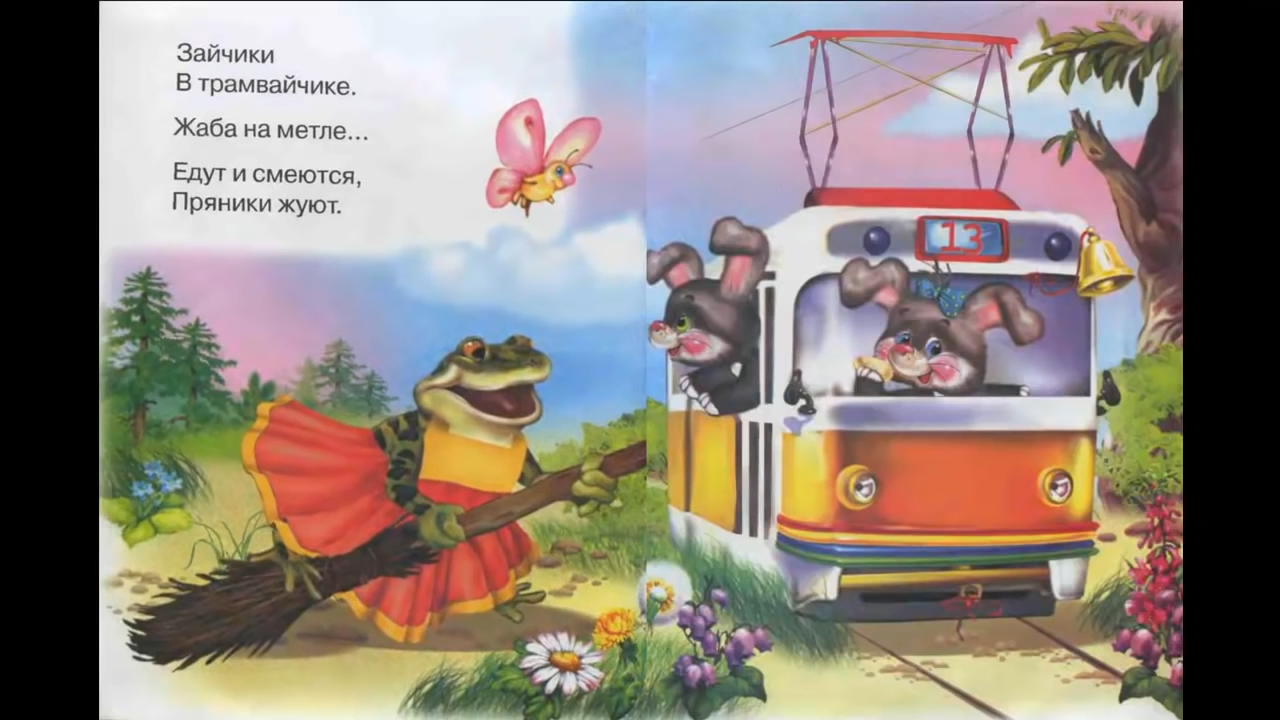 Зайчики
В трамвайчике.
Жаба на метле...
Едут и смеются,
Пряники жуют.
13